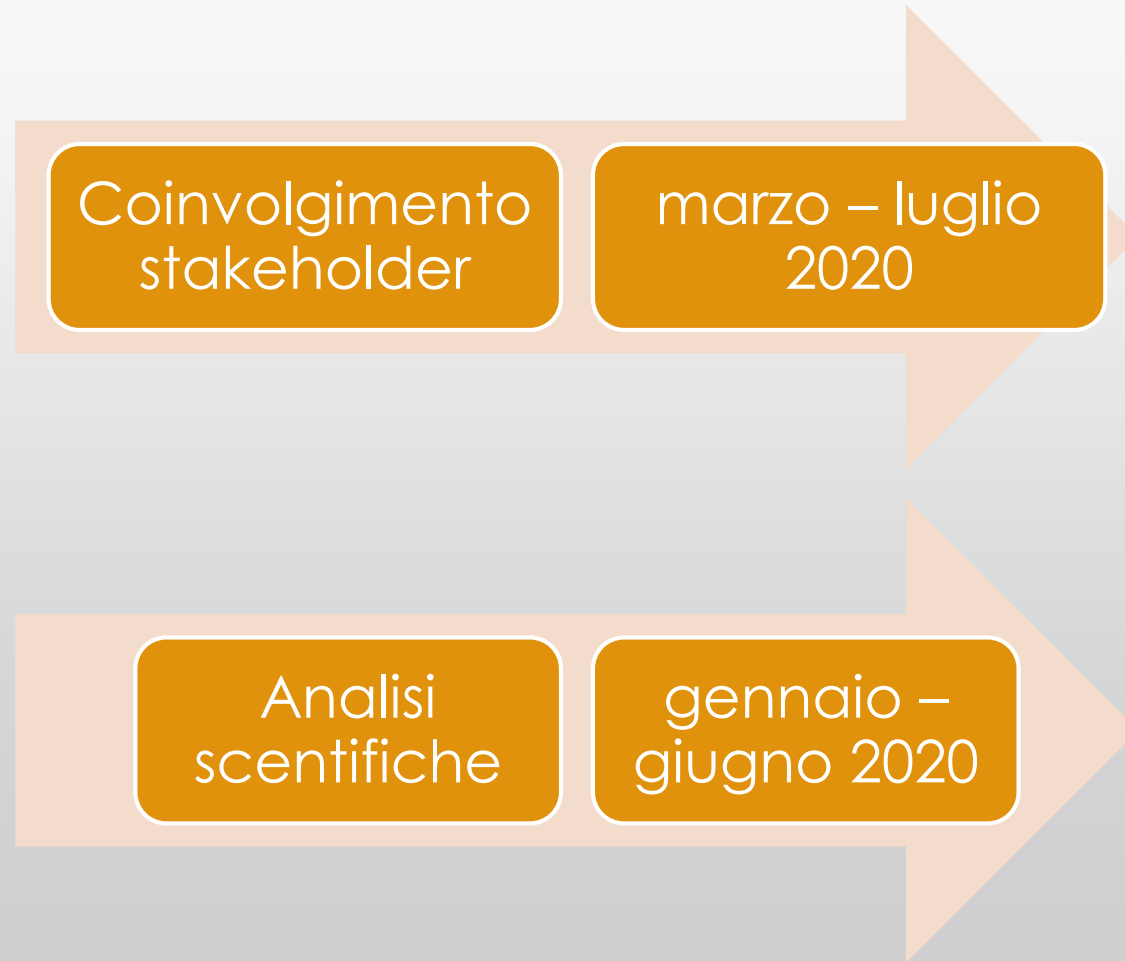 Coinvolgimento
stakeholder
marzo – luglio
2020
Analisi
scentifiche
gennaio –
giugno 2020